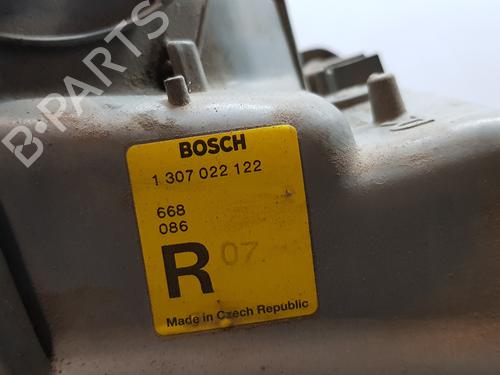 B-PARTS
BOSCH
1 307 022 122
668
086
R 07.
Made in Czech Republic